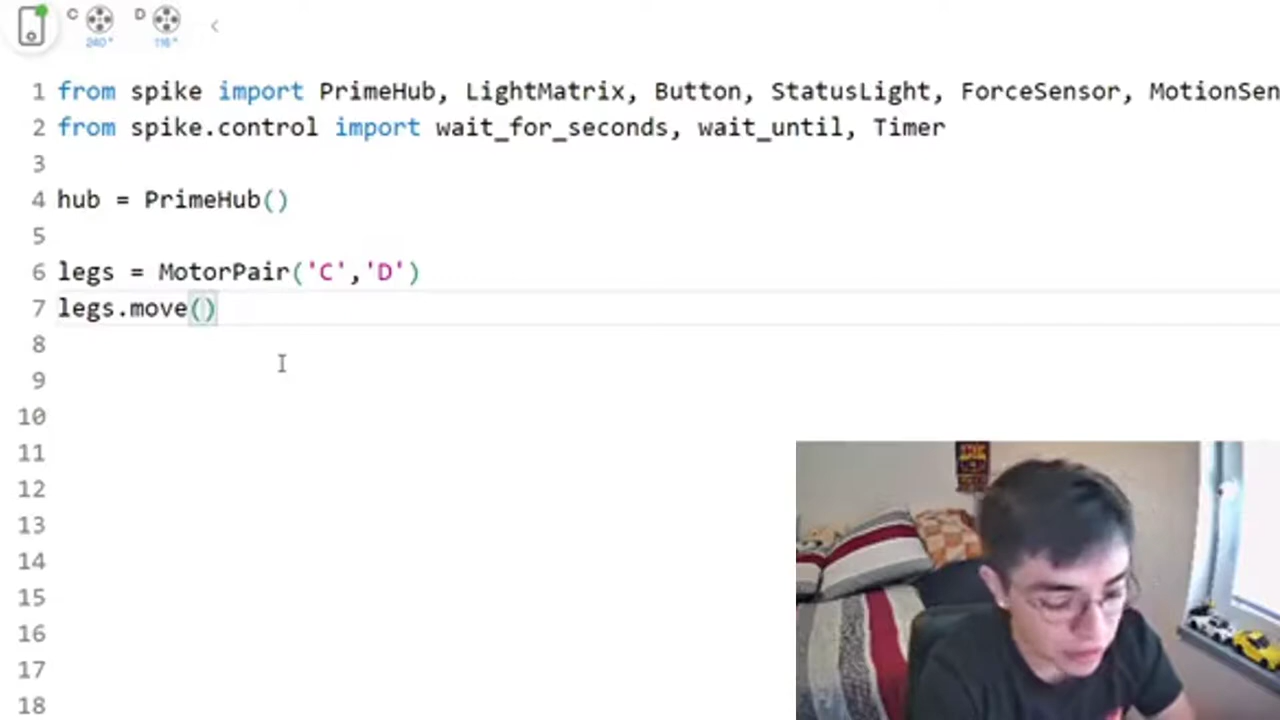 C D
240° 116°
1 from spike import PrimeHub, LightMatrix, Button, StatusLight, ForceSensor, MotionSen
2 from spike.control import wait_for_seconds, wait_until, Timer
3
4 hub = PrimeHub()
5
6 legs = MotorPair('C','D')
7 legs.move()
8
9
10
11
12
13
14
15
16
17
18